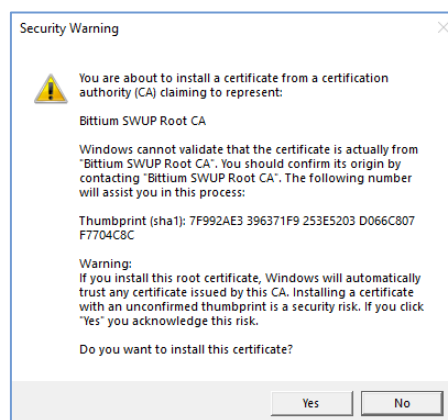 Security Warning
You are about to install a certificate from a certification
authority (CA) claiming to represent:
Bittium SWUP Root CA
Windows cannot validate that the certificate is actually from
"Bittium SWUP Root CA". You should confirm its origin by
contacting "Bittium SWUP Root CA". The following number
will assist you in this process:
Thumbprint (sha1): 7F992AE3 396371F9 253E5203 D066C807
F7704C8C
Warning:
If you install this root certificate, Windows will automatically
trust any certificate issued by this CA. Installing a certificate
with an unconfirmed thumbprint is a security risk. If you click
"Yes" you acknowledge this risk.
Do you want to install this certificate?
Yes
No